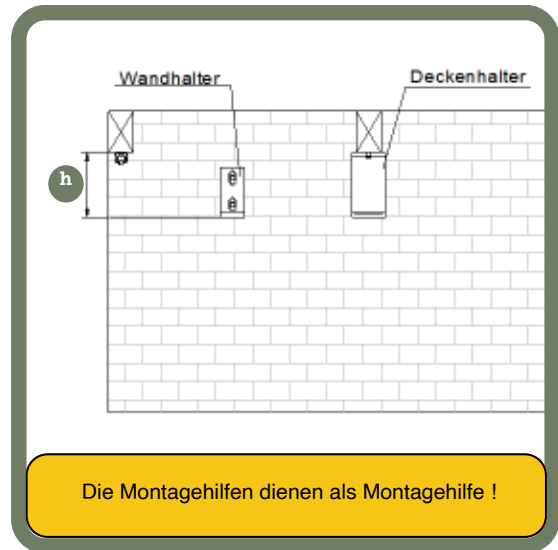 Wandhalter
Deckenhalter
h
Die Montagehilfen dienen als Montagehilfe !